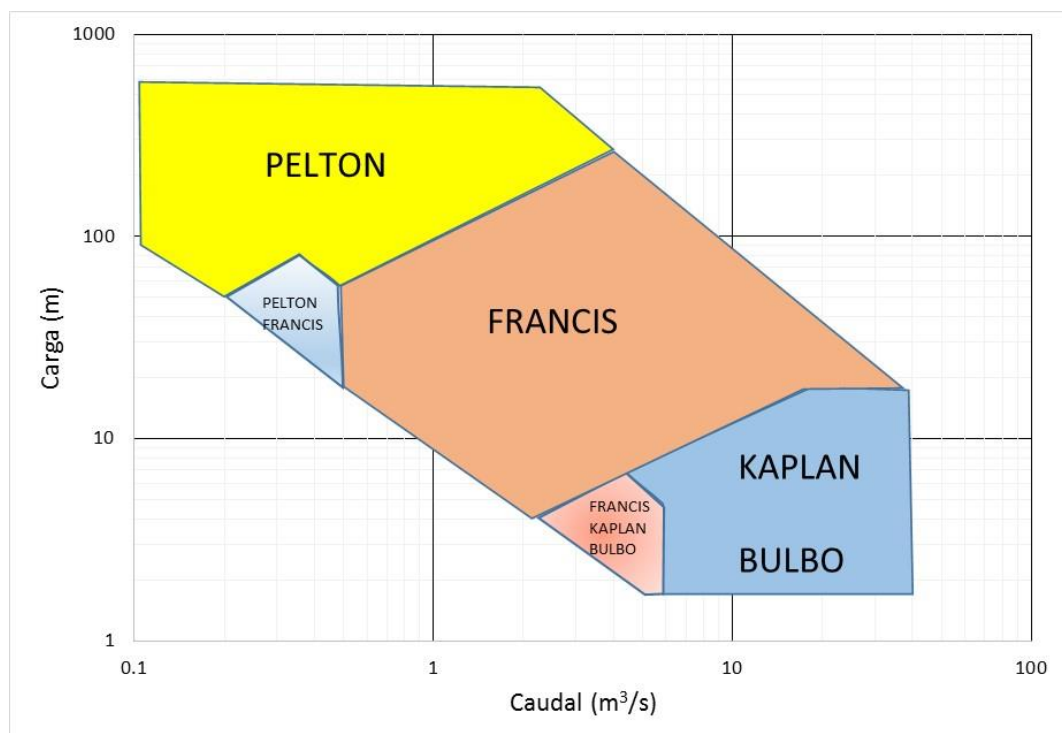 1000
100
10
1
0.1
1
10
100
Carga (m)
Caudal (m³/s)
PELTON
FRANCIS
PELTON
FRANCIS
KAPLAN
BULBO
FRANCIS
KAPLAN
BULBO